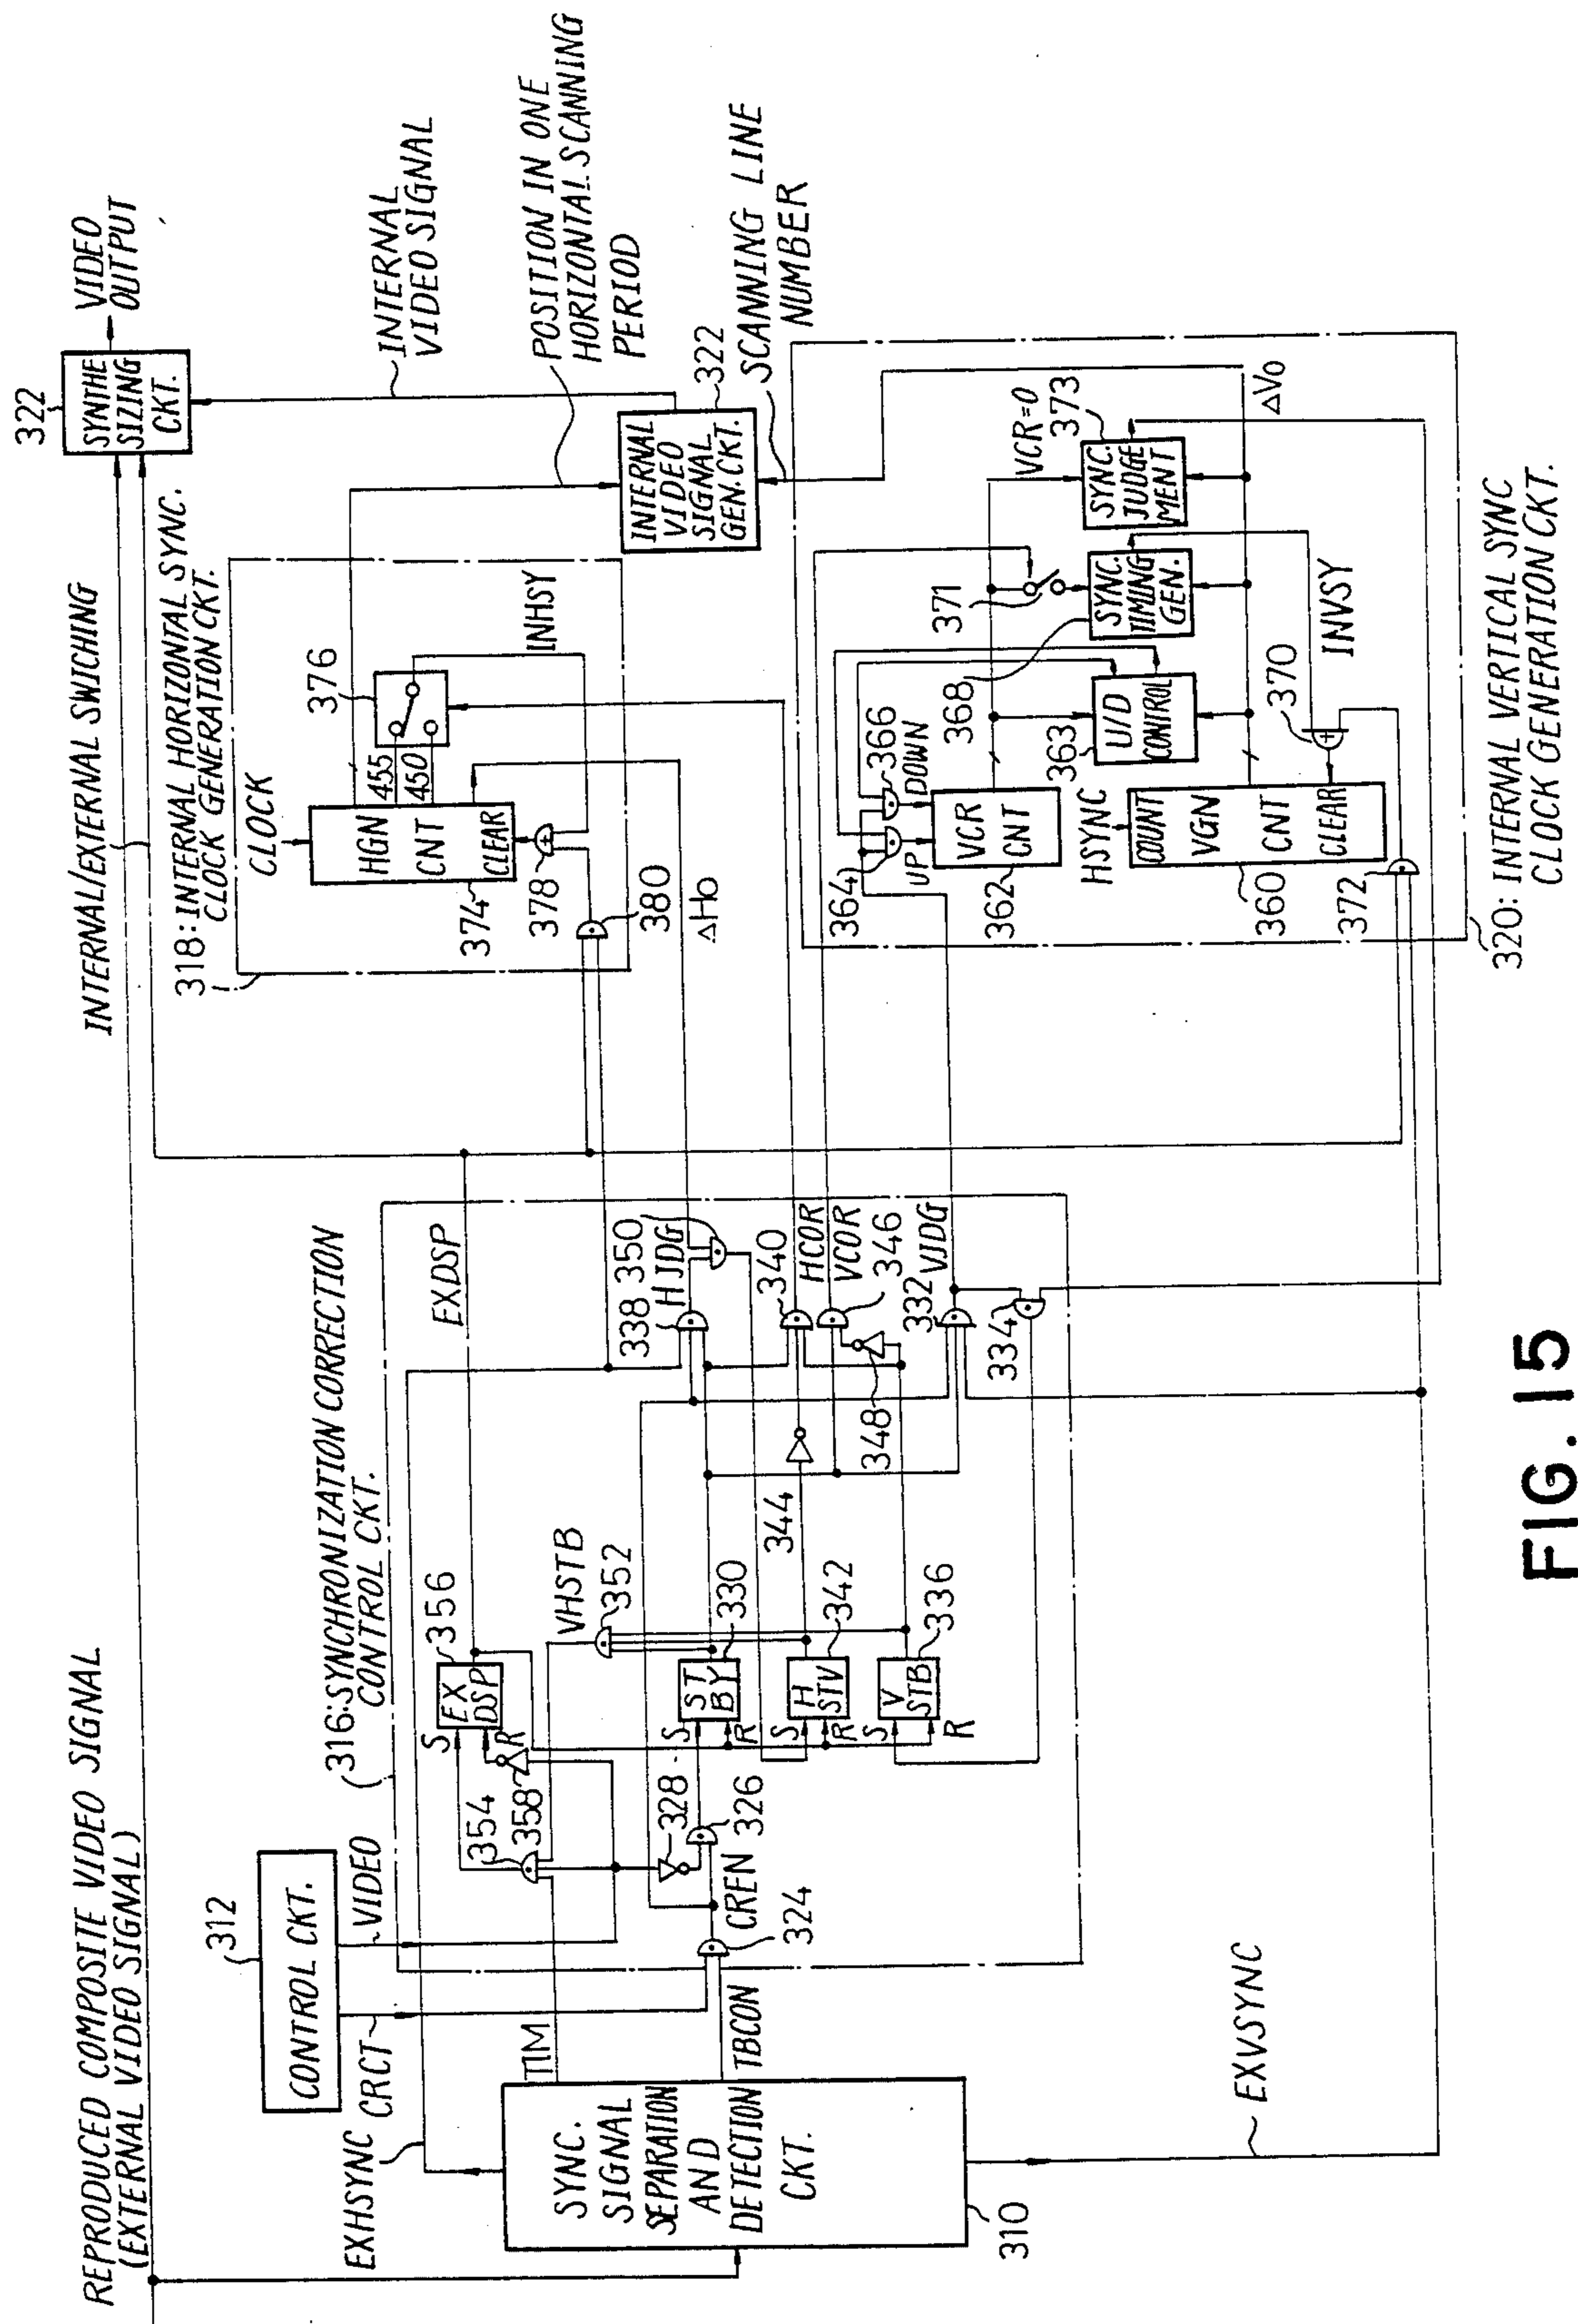 REPRODUCED COMPOSITE VIDEO SIGNAL
(EXTERNAL VIDEO SIGNAL)
INTERNAL/EXTERNAL SWICHING
322
SYNTHE
SIZING
CKT.
VIDEO
OUTPUT
312
CONTROL CKT.
VIDEO
CRCT
EXHSYNC
316:SYNCHRONIZATION CORRECTION
CONTROL CKT.
318:INTERNAL HORIZONTAL SYNC.
CLOCK GENERATION CKT.
INTERNAL
VIDEO SIGNAL
POSITION IN ONE
HORIZONTAL SCANNING
PERIOD
CLOCK
HGN
CNT
CLEAR
455
450
376
INHSY
374
378
380
ΔHo
INTERNAL
VIDEO
SIGNAL
GEN.CKT.
322
SCANNING LINE
NUMBER
SYNC.
SIGNAL
SEPARATION
AND
DETECTION
CKT.
310
TIM
TBCON
EXVSYNC
324
CREN
326
328
354
358
S
R
EX
DSP
356
EXDSP
VHSTB
352
S
R
ST
BY
330
S
R
H
STV
342
S
R
V
STB
336
344
348
338
HJDG
350
340
HCOR
VCOR
346
332
VJDG
334
364
UP
366
DOWN
VCR
CNT
362
363
U/D
CONTROL
368
371
SYNC.
TIMING
GEN.
VCR=0
373
SYNC.
JUDGE
MENT
ΔVo
HSYNC
COUNT
VGN
CNT
CLEAR
360
370
372
INVSY
320: INTERNAL VERTICAL SYNC
CLOCK GENERATION CKT.
FIG. 15